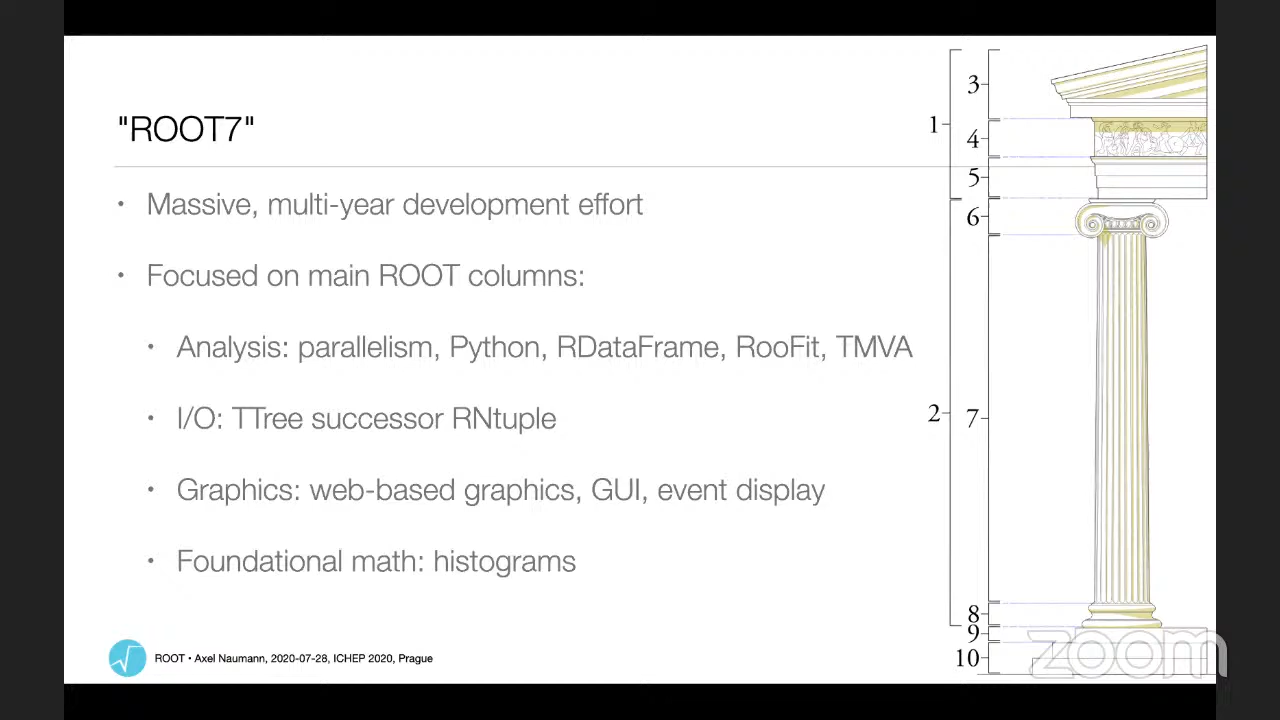 "ROOT7"
• Massive, multi-year development effort
• Focused on main ROOT columns:
• Analysis: parallelism, Python, RDataFrame, RooFit, TMVA
• I/O: TTree successor RNtuple
• Graphics: web-based graphics, GUI, event display
• Foundational math: histograms
ROOT • Axel Naumann, 2020-07-28, ICHEP 2020, Prague
1
2
3
4
5
6
7
8
9
10
zoom